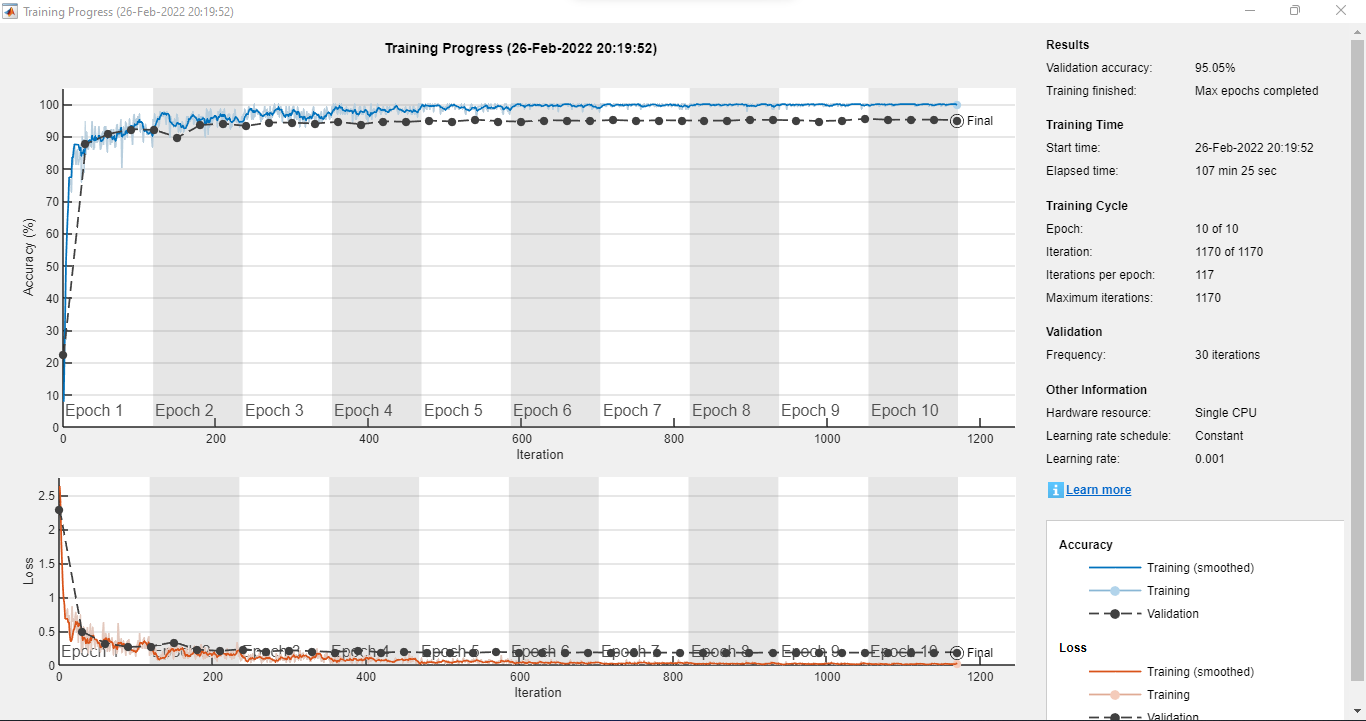 Training Progress (26-Feb-2022 20:19:52)
Training Progress (26-Feb-2022 20:19:52)
Accuracy (%)
100
90
80
70
60
50
40
30
20
10
0
Final
Epoch 1 Epoch 2 Epoch 3 Epoch 4 Epoch 5 Epoch 6 Epoch 7 Epoch 8 Epoch 9 Epoch 10
0 200 400 600 800 1000 1200
Iteration
Loss
2.5
2
1.5
1
0.5
0
Final
Epoch 1 Epoch 2 Epoch 3 Epoch 4 Epoch 5 Epoch 6 Epoch 7 Epoch 8 Epoch 9 Epoch 10
0 200 400 600 800 1000 1200
Iteration
Results
Validation accuracy: 95.05%
Training finished: Max epochs completed
Training Time
Start time: 26-Feb-2022 20:19:52
Elapsed time: 107 min 25 sec
Training Cycle
Epoch: 10 of 10
Iteration: 1170 of 1170
Iterations per epoch: 117
Maximum iterations: 1170
Validation
Frequency: 30 iterations
Other Information
Hardware resource: Single CPU
Learning rate schedule: Constant
Learning rate: 0.001
i Learn more
Accuracy
Training (smoothed)
Training
Validation
Loss
Training (smoothed)
Training
Validation